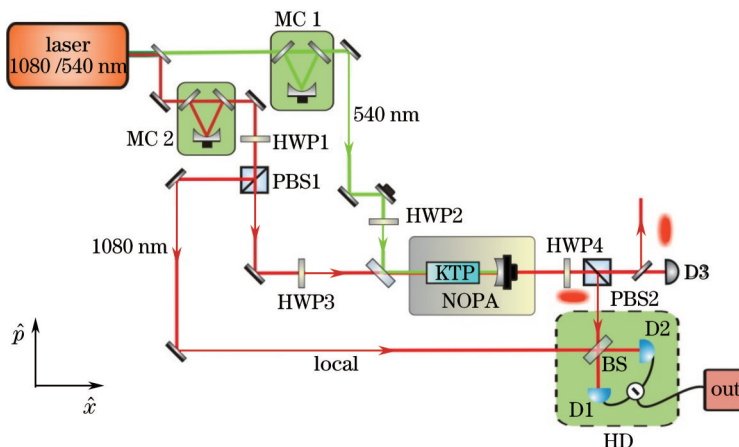 MC 1
laser
1080 /540 nm
540 nm
MC 2
HWP1
PBS1
HWP2
1080 nm
HWP4
D3
KTP
HWP3
NOPA
PBS2
p̂
D2
local
BS
x̂
D1
out
HD